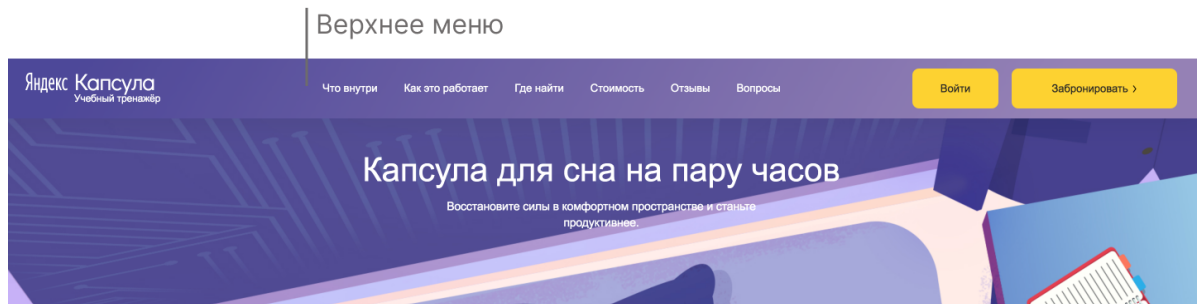 Верхнее меню
Яндекс Капсула
Учебный тренажёр
Что внутри Как это работает Где найти Стоимость Отзывы Вопросы Войти Забронировать >
Капсула для сна на пару часов
Восстановите силы в комфортном пространстве и станьте
продуктивнее.